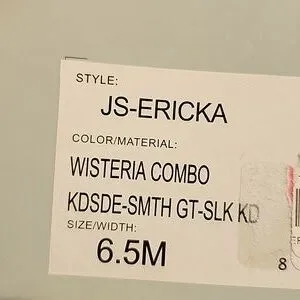 STYLE:
JS-ERICKA
COLOR/MATERIAL:
WISTERIA COMBO
KDSDE-SMTH GT-SLK KD
SIZE/WIDTH:
6.5M
8